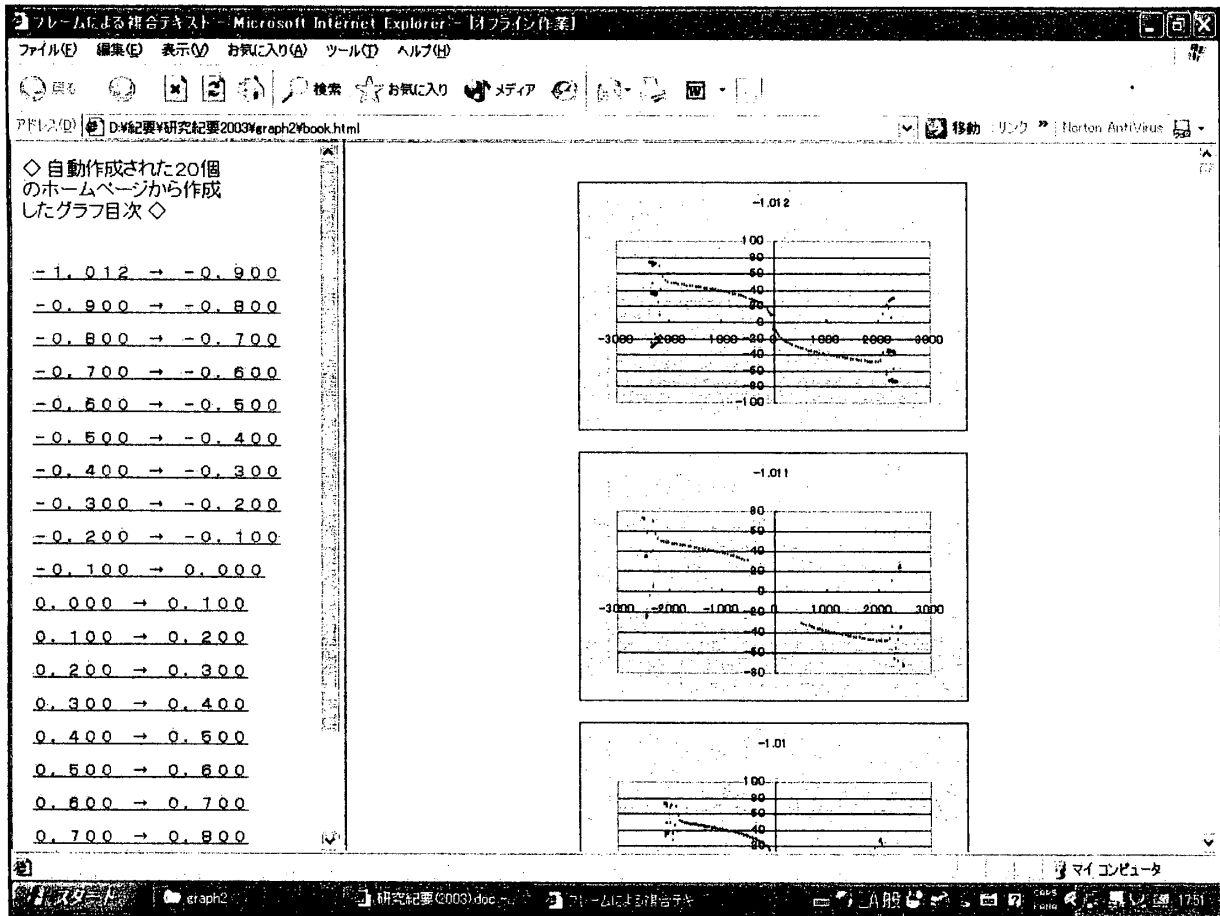 フレームによる複合テキスト - Microsoft Internet Explorer - [オフライン作業]
ファイル(F) 編集(E) 表示(V) お気に入り(A) ツール(T) ヘルプ(H)
戻る 検索 お気に入り メディア
アドレス(D) D:¥紀要¥研究紀要2003¥graph2¥book.html 移動 リンク » Norton AntiVirus
◇ 自動作成された20個
のホームページから作成
したグラフ目次 ◇
-1.012 → -0.900
-0.900 → -0.800
-0.800 → -0.700
-0.700 → -0.600
-0.600 → -0.500
-0.500 → -0.400
-0.400 → -0.300
-0.300 → -0.200
-0.200 → -0.100
-0.100 → 0.000
0.000 → 0.100
0.100 → 0.200
0.200 → 0.300
0.300 → 0.400
0.400 → 0.500
0.500 → 0.600
0.600 → 0.700
0.700 → 0.800
-1.012
100
80
60
40
20
0
-3000 -2000 -1000 -20 0 1000 2000 3000
-40
-60
-80
-100
-1.011
80
60
40
20
0
-3000 -2000 -1000 -20 0 1000 2000 3000
-40
-60
-80
-1.01
100
80
60
40
20
マイ コンピュータ
スタート graph2 研究紀要(2003).doc - ... フレームによる複合テキ... A 般 CAPS KANA 17:51